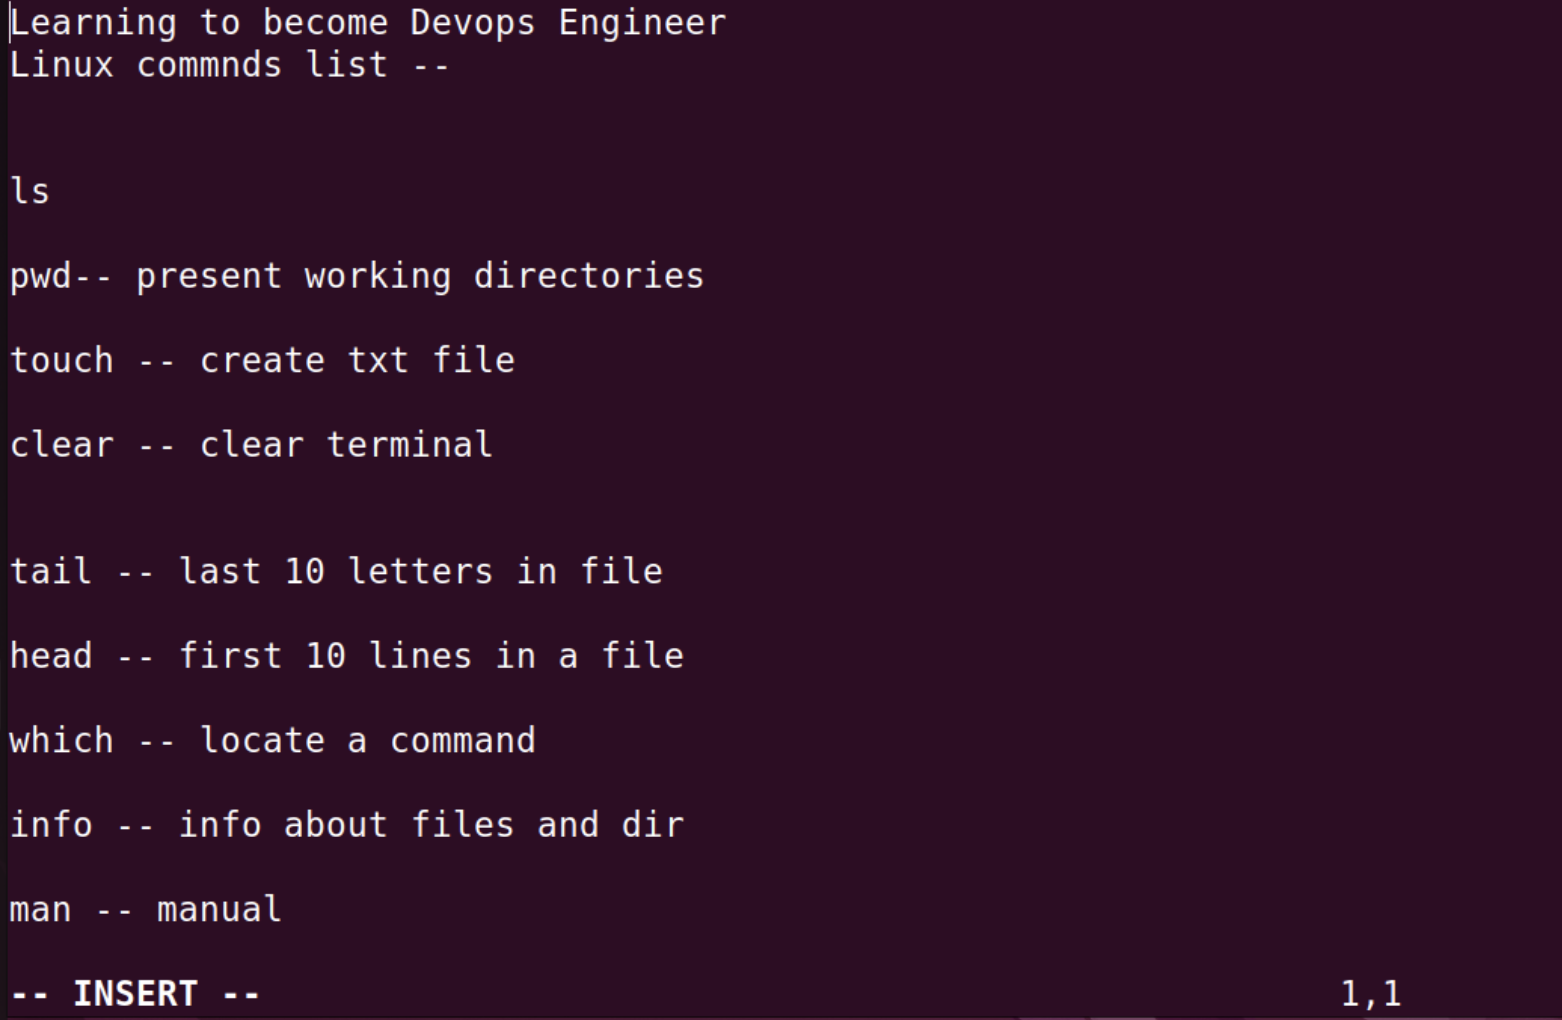 Learning to become Devops Engineer
Linux commnds list --
ls
pwd-- present working directories
touch -- create txt file
clear -- clear terminal
tail -- last 10 letters in file
head -- first 10 lines in a file
which -- locate a command
info -- info about files and dir
man -- manual
-- INSERT -- 1,1